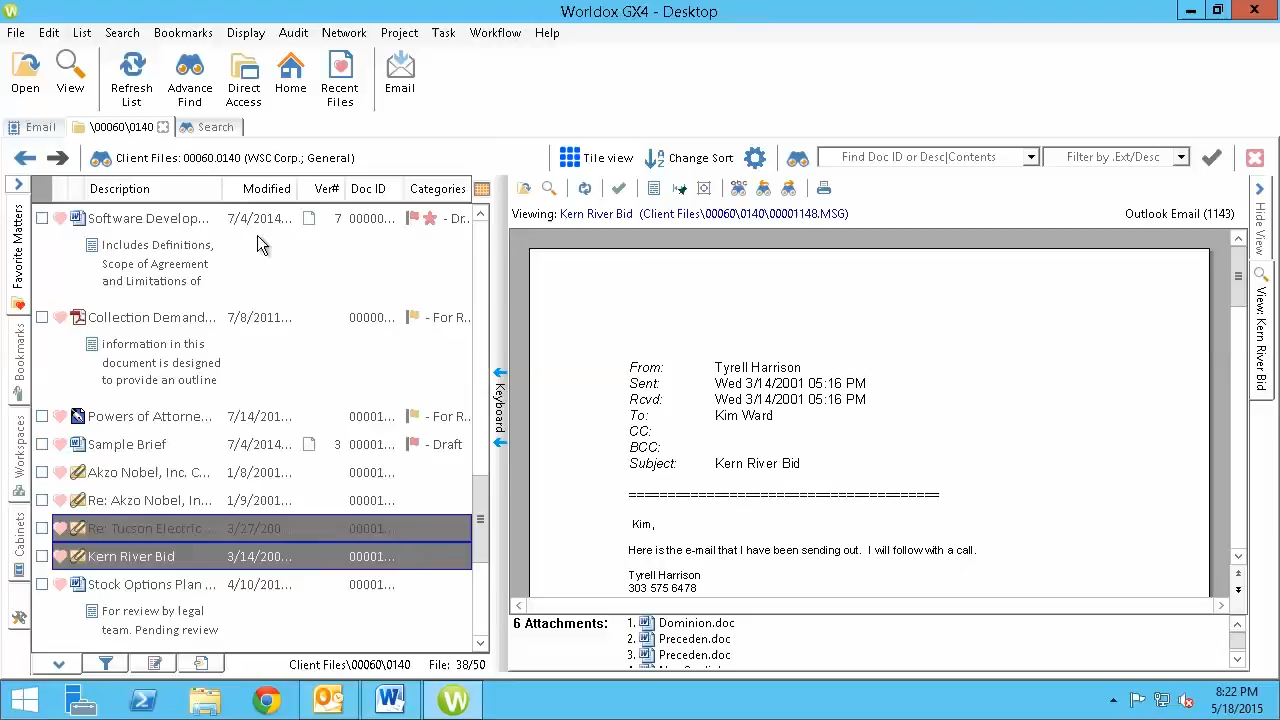 Worldox GX4 - Desktop
File Edit List Search Bookmarks Display Audit Network Project Task Workflow Help
Open View Refresh List Advance Find Direct Access Home Recent Files Email
Email \00060\0140 Search
Client Files: 00060.0140 (WSC Corp.; General) Tile view Change Sort Find Doc ID or Desc|Contents Filter by .Ext/Desc
Description Modified Ver# Doc ID Categories
Viewing: Kern River Bid (Client Files\00060\0140\00001148.MSG) Outlook Email (1143)
Favorite Matters
Bookmarks
Workspaces
Cabinets
Software Develop... 7/4/2014... 7 00000... - Dr...
Includes Definitions,
Scope of Agreement
and Limitations of
Collection Demand... 7/8/2011... 00000... - For R...
information in this
document is designed
to provide an outline
Powers of Attorne... 7/14/201... 00001... - For R...
Sample Brief 7/4/2014... 3 00001... - Draft
Akzo Nobel, Inc. C... 1/8/2001... 00001...
Re: Akzo Nobel, In... 1/9/2001... 00001...
Re: Tucson Electric 3/27/200 00001...
Kern River Bid 3/14/200... 00001...
Stock Options Plan ... 4/10/201... 00001...
For review by legal
team. Pending review
Client Files\00060\0140 File: 38/50
Keyboard
From: Tyrell Harrison
Sent: Wed 3/14/2001 05:16 PM
Rcvd: Wed 3/14/2001 05:16 PM
To: Kim Ward
CC:
BCC:
Subject: Kern River Bid
========================================
Kim,
Here is the e-mail that I have been sending out. I will follow with a call.
Tyrell Harrison
303 575 6478
6 Attachments: 1. Dominion.doc
2. Preceden.doc
3. Preceden.doc
Hide View
View: Kern River Bid
8:22 PM
5/18/2015